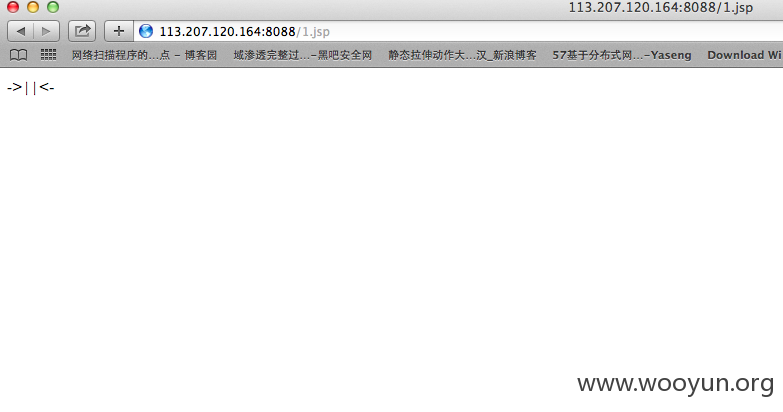 113.207.120.164:8088/1.jsp
113.207.120.164:8088/1.jsp
网络扫描程序的...点 - 博客园 域渗透完整过...-黑吧安全网 静态拉伸动作大...汉_新浪博客 57基于分布式网...-Yaseng Download Wi
->||<-
www.wooyun.org